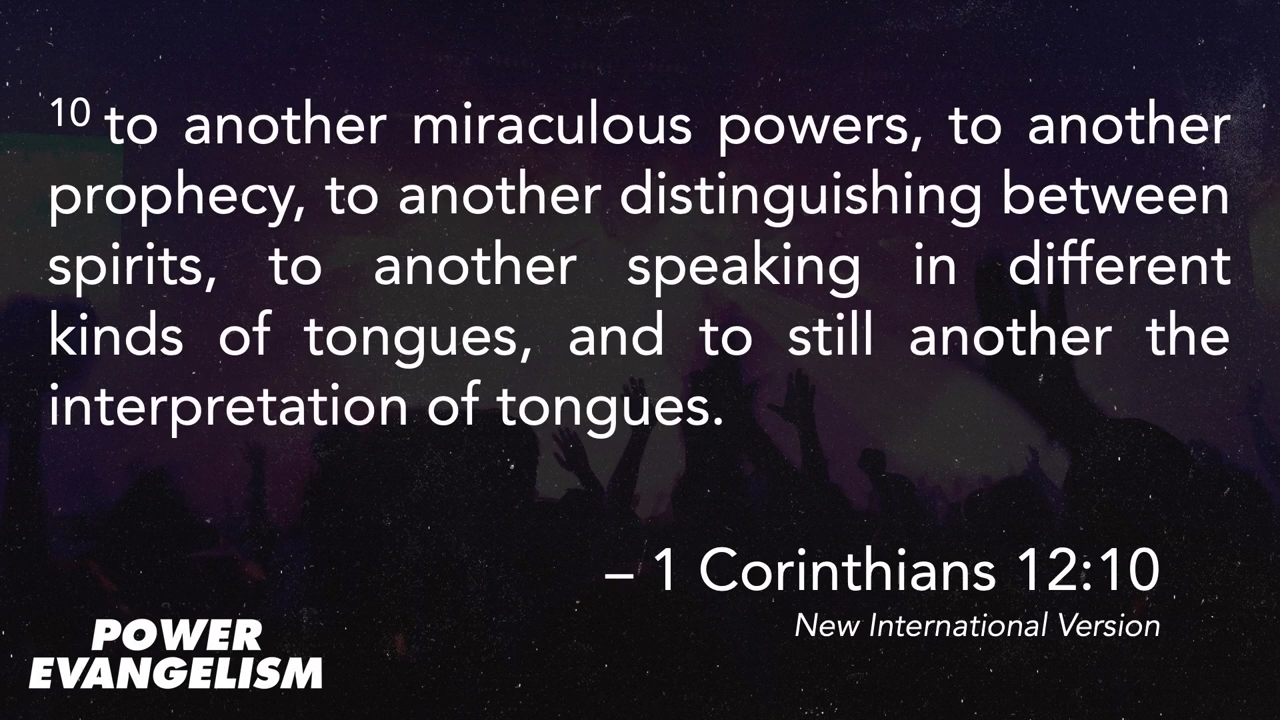 10 to another miraculous powers, to another
prophecy, to another distinguishing between
spirits, to another speaking in different
kinds of tongues, and to still another the
interpretation of tongues.
– 1 Corinthians 12:10
New International Version
POWER
EVANGELISM